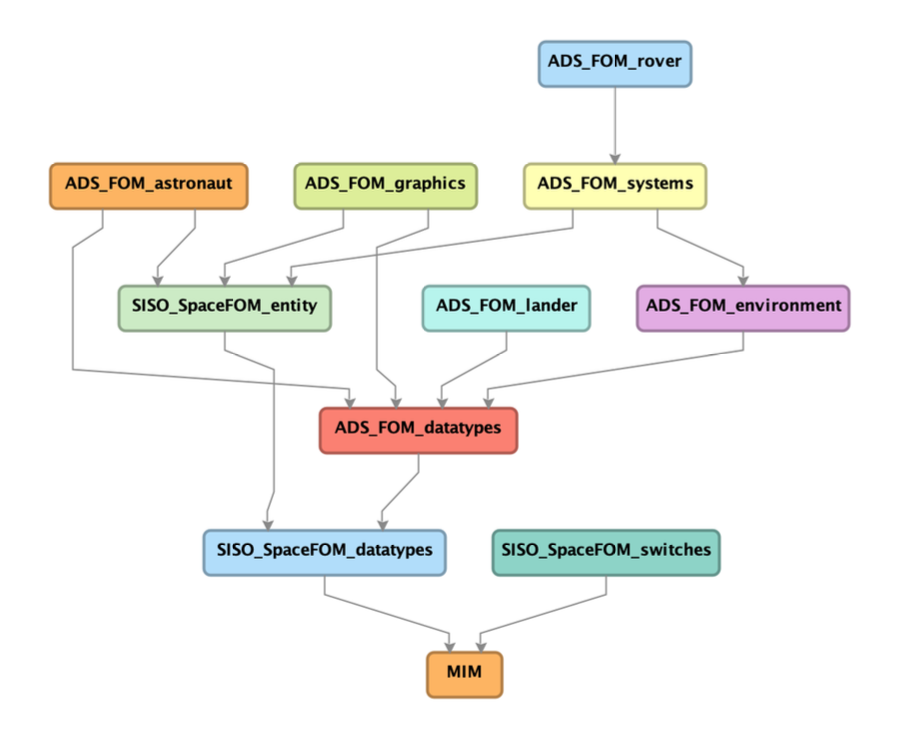 ADS_FOM_rover
ADS_FOM_astronaut
ADS_FOM_graphics
ADS_FOM_systems
SISO_SpaceFOM_entity
ADS_FOM_lander
ADS_FOM_environment
ADS_FOM_datatypes
SISO_SpaceFOM_datatypes
SISO_SpaceFOM_switches
MIM